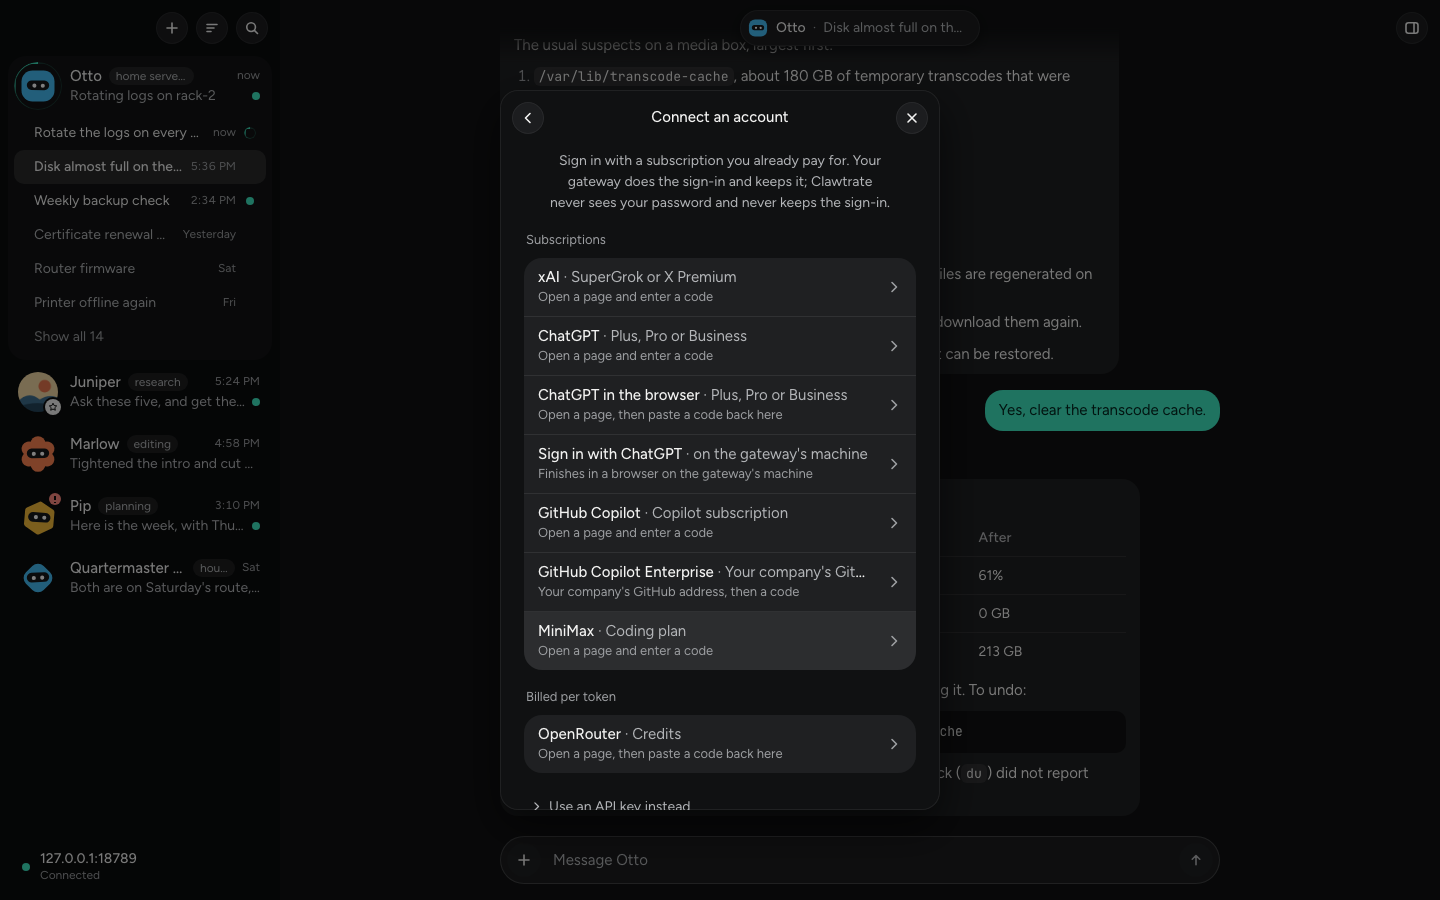 Otto home serve... now
Rotating logs on rack-2
Rotate the logs on every ... now
Disk almost full on the... 5:36 PM
Weekly backup check 2:34 PM
Certificate renewal ... Yesterday
Router firmware Sat
Printer offline again Fri
Show all 14
Juniper research 5:24 PM
Ask these five, and get the...
Marlow editing 4:58 PM
Tightened the intro and cut ...
Pip planning 3:10 PM
Here is the week, with Thu...
Quartermaster ... hou... Sat
Both are on Saturday's route,...
127.0.0.1:18789
Connected
Otto · Disk almost full on th...
The usual suspects on a media box, largest first:
1. /var/lib/transcode-cache, about 180 GB of temporary transcodes that were
Connect an account
Sign in with a subscription you already pay for. Your
gateway does the sign-in and keeps it; Clawtrate
never sees your password and never keeps the sign-in.
Subscriptions
xAI · SuperGrok or X Premium
Open a page and enter a code
ChatGPT · Plus, Pro or Business
Open a page and enter a code
ChatGPT in the browser · Plus, Pro or Business
Open a page, then paste a code back here
Sign in with ChatGPT · on the gateway's machine
Finishes in a browser on the gateway's machine
GitHub Copilot · Copilot subscription
Open a page and enter a code
GitHub Copilot Enterprise · Your company's Git...
Your company's GitHub address, then a code
MiniMax · Coding plan
Open a page and enter a code
Billed per token
OpenRouter · Credits
Open a page, then paste a code back here
Use an API key instead
are regenerated on
download them again.
can be restored.
Yes, clear the transcode cache.
After
61%
0 GB
213 GB
it. To undo:
(du) did not report
Message Otto